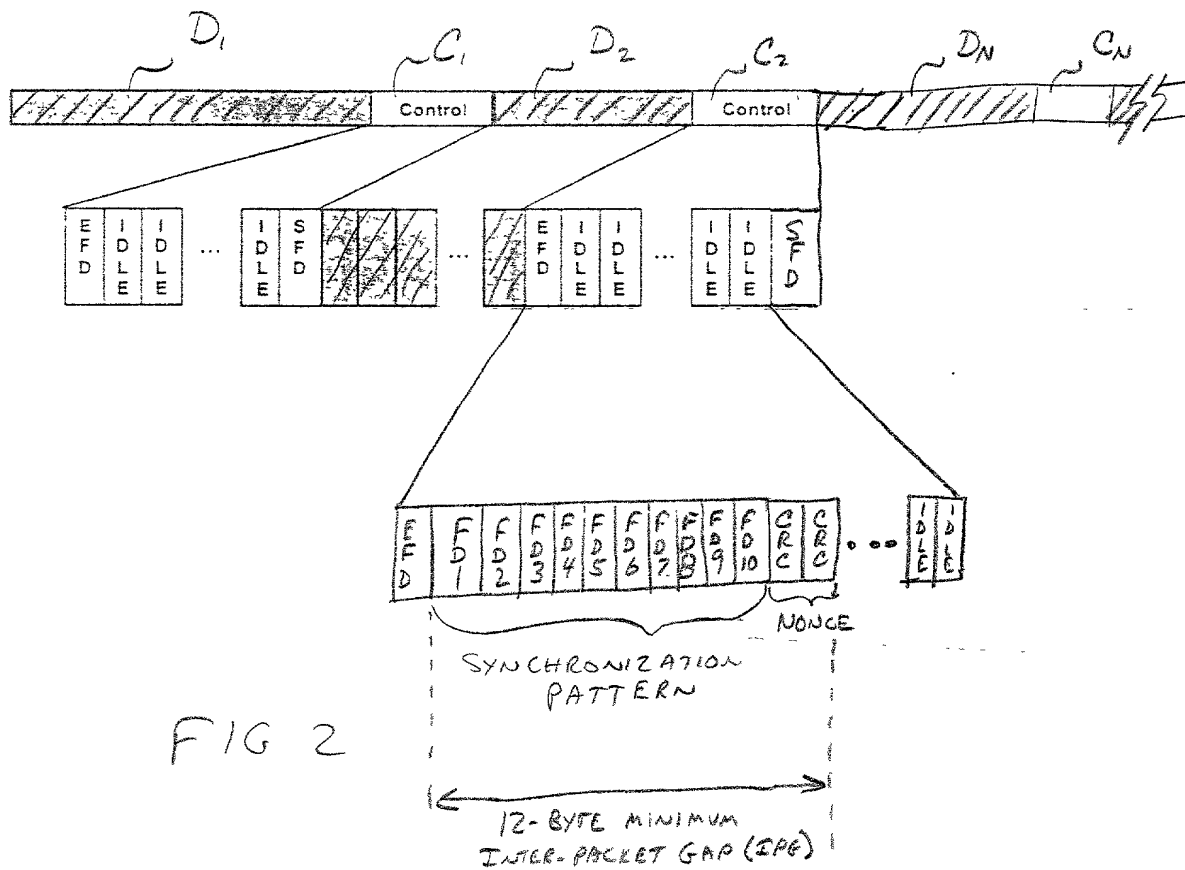 D1 C1 D2 C2 DN CN
Control Control
EFD IDLE IDLE ... IDLE SFD ... EFD IDLE IDLE ... IDLE IDLE SFD
EFD FD1 FD2 FD3 FD4 FD5 FD6 FD7 FD8 FD9 FD10 CRC CRC ... IDLE IDLE
NONCE
SYNCHRONIZATION
PATTERN
FIG 2
12-BYTE MINIMUM
INTER-PACKET GAP (IPG)